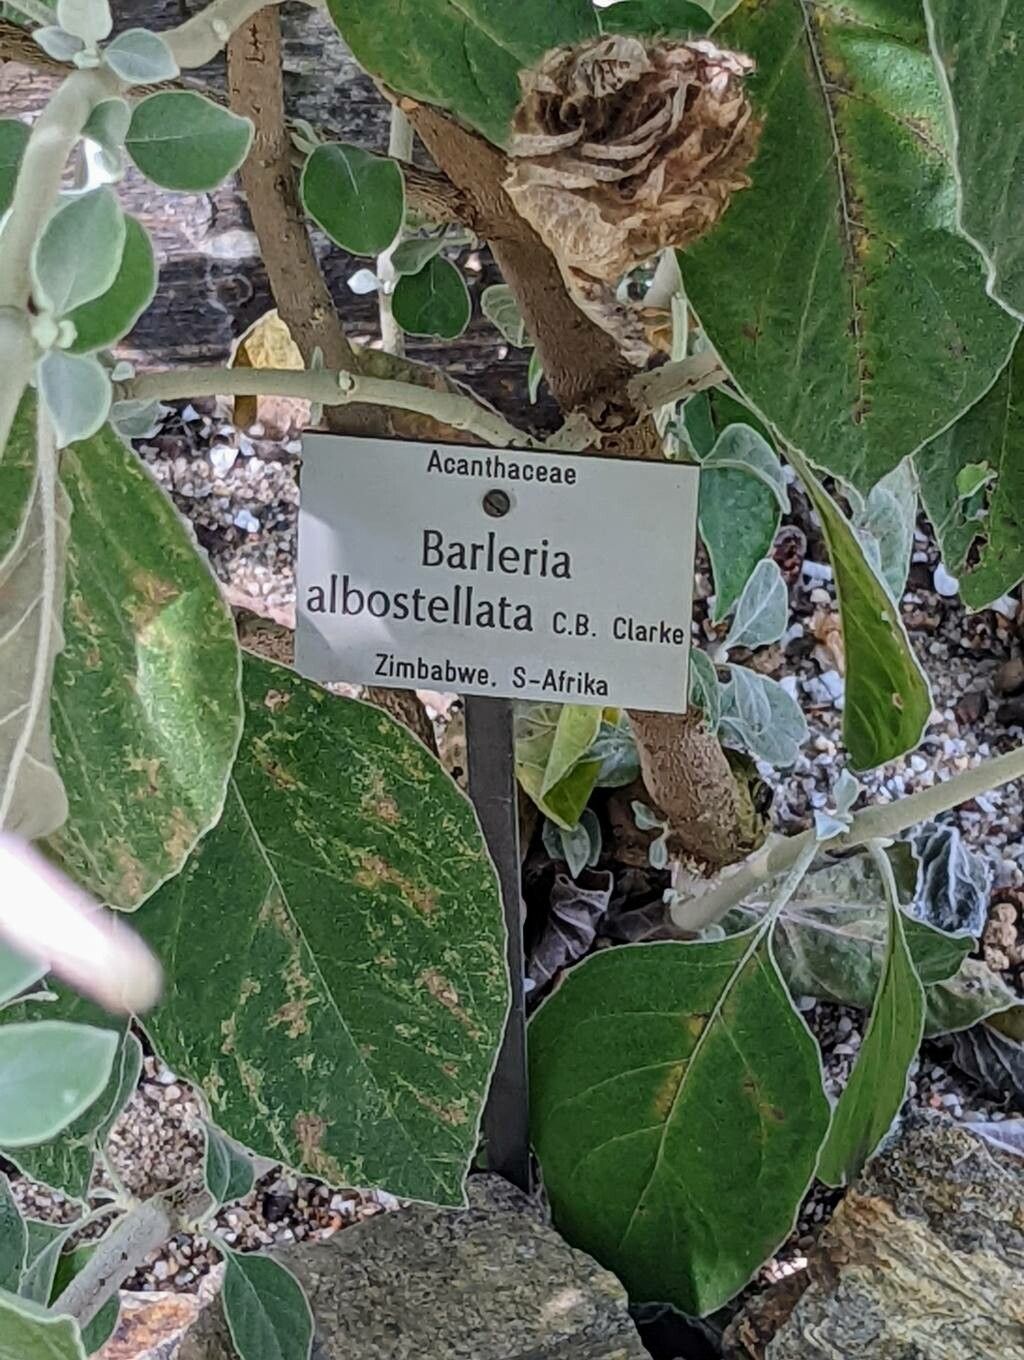 Acanthaceae
Barleria
albostellata C.B. Clarke
Zimbabwe. S-Afrika